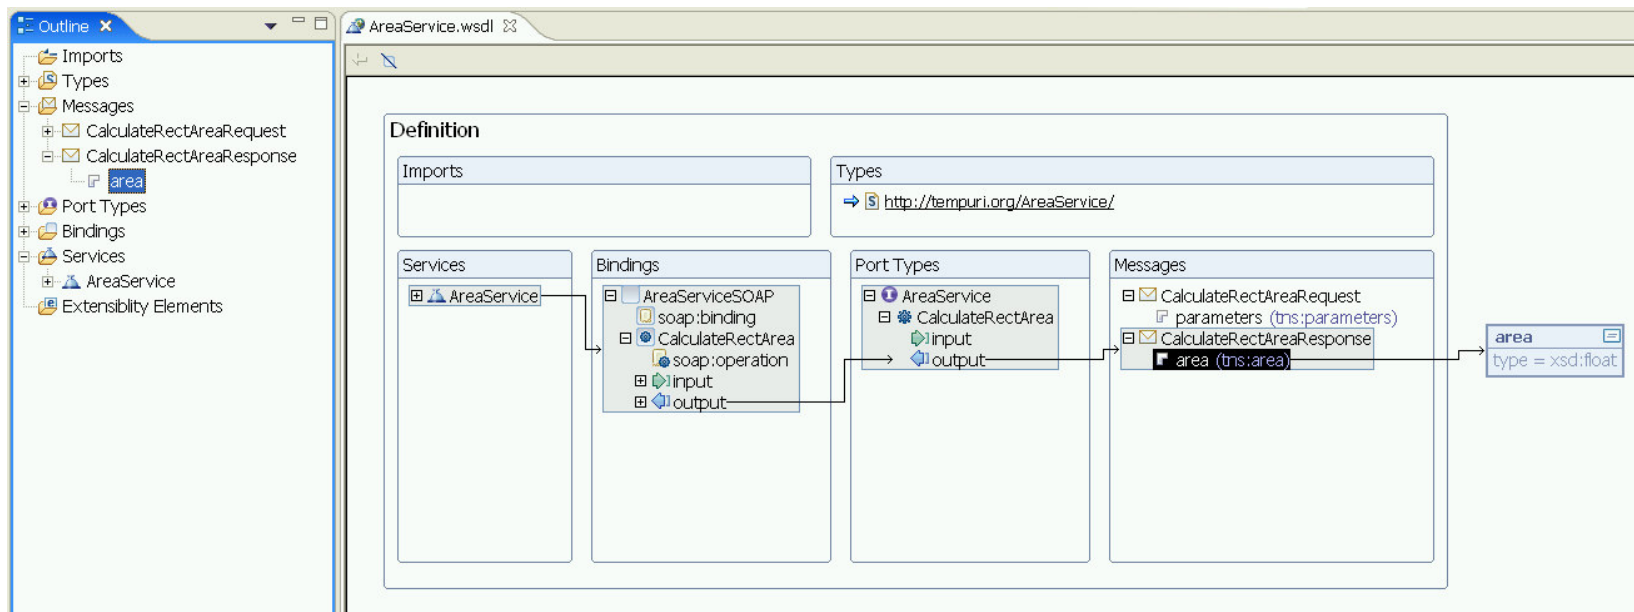 Outline
Imports
Types
Messages
CalculateRectAreaRequest
CalculateRectAreaResponse
area
Port Types
Bindings
Services
AreaService
Extensiblity Elements
AreaService.wsdl
Definition
Imports
Types
http://tempuri.org/AreaService/
Services
AreaService
Bindings
AreaServiceSOAP
soap:binding
CalculateRectArea
soap:operation
input
output
Port Types
AreaService
CalculateRectArea
input
output
Messages
CalculateRectAreaRequest
parameters (tns:parameters)
CalculateRectAreaResponse
area (tns:area)
area
type = xsd:float